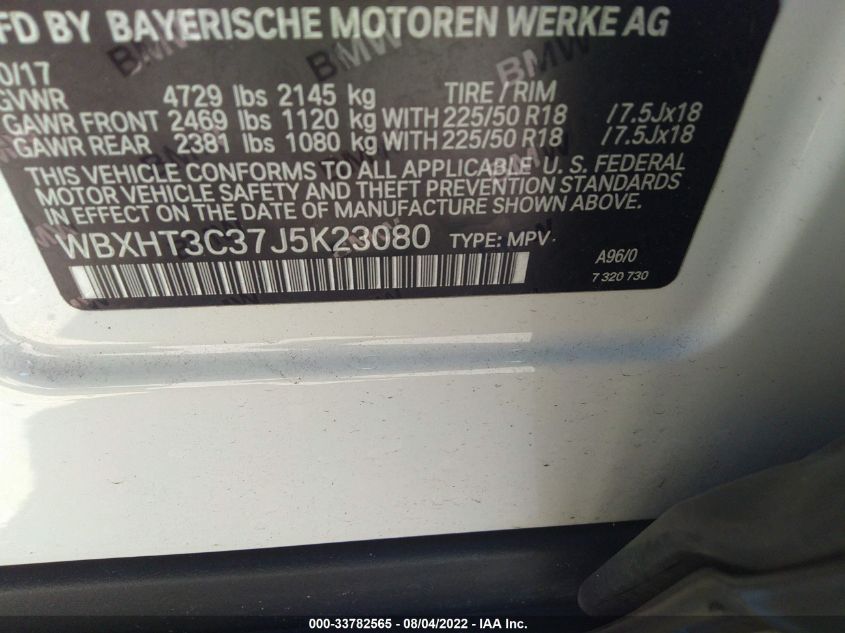 FD BY BAYERISCHE MOTOREN WERKE AG
0/17
GVWR 4729 lbs 2145 kg TIRE / RIM
GAWR FRONT 2469 lbs 1120 kg WITH 225/50 R18 /7.5Jx18
GAWR REAR 2381 lbs 1080 kg WITH 225/50 R18 /7.5Jx18
THIS VEHICLE CONFORMS TO ALL APPLICABLE U. S. FEDERAL
MOTOR VEHICLE SAFETY AND THEFT PREVENTION STANDARDS
IN EFFECT ON THE DATE OF MANUFACTURE SHOWN ABOVE.
WBXHT3C37J5K23080 TYPE: MPV
A96/0
7 320 730
000-33782565 - 08/04/2022 - IAA Inc.